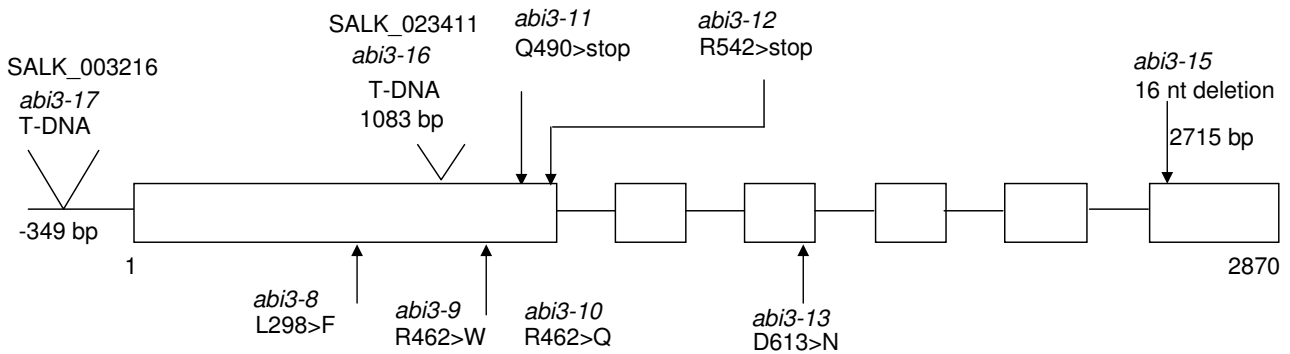 SALK_003216
abi3-17
T-DNA
-349 bp
SALK_023411
abi3-16
T-DNA
1083 bp
abi3-11
Q490>stop
abi3-12
R542>stop
abi3-15
16 nt deletion
2715 bp
1
2870
abi3-8
L298>F
abi3-9
R462>W
abi3-10
R462>Q
abi3-13
D613>N